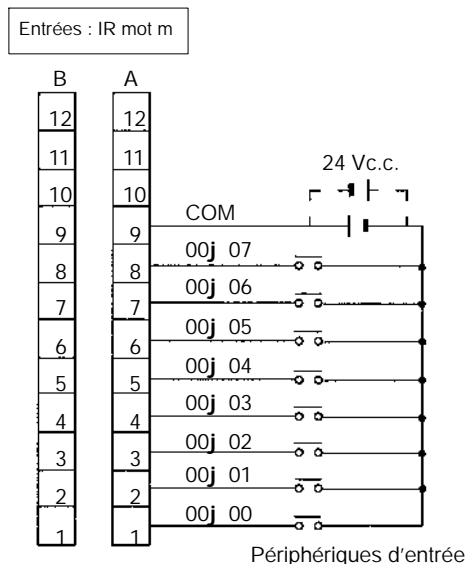 Entrées : IR mot m
B A
12 12
11 11
24 Vc.c.
10 10
COM
9 9
00j 07
8 8
00j 06
7 7
00j 05
6 6
00j 04
5 5
00j 03
4 4
00j 02
3 3
00j 01
2 2
00j 00
1 1
Périphériques d'entrée